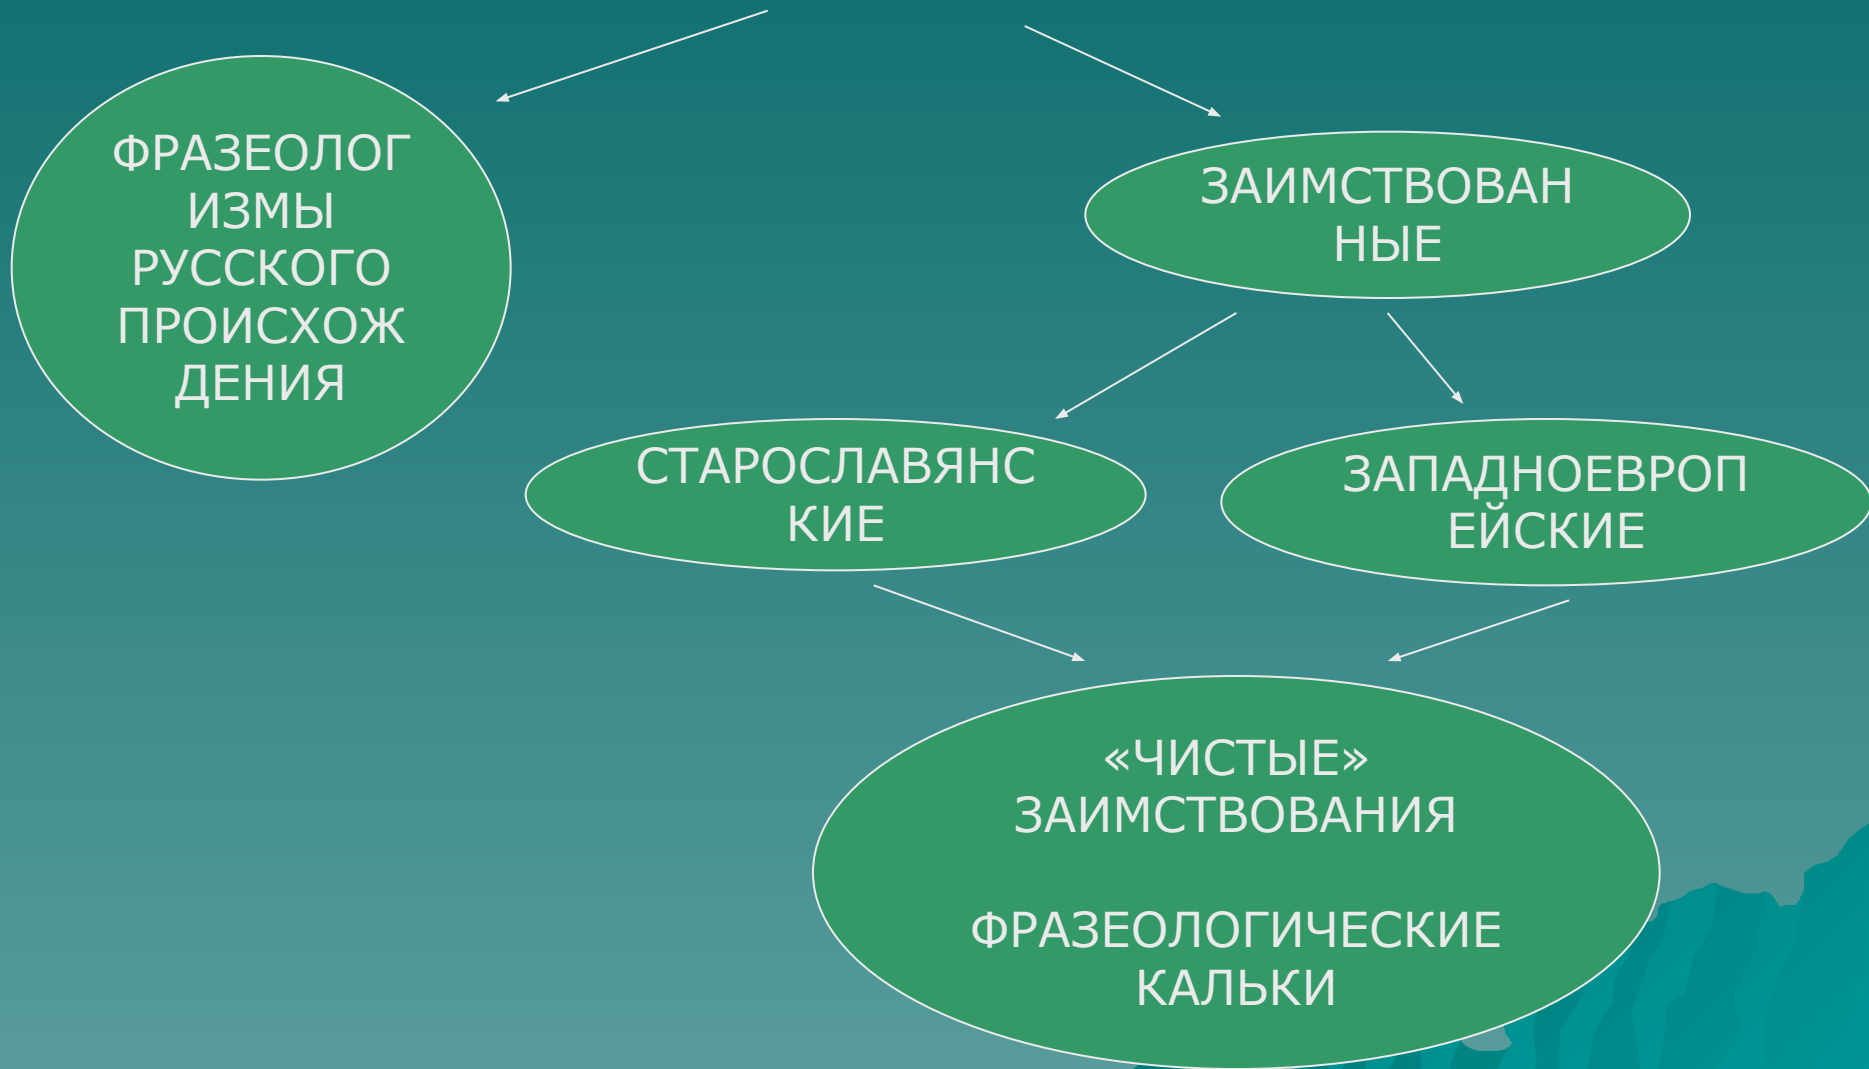 ФРАЗЕОЛОГ
ИЗМЫ
РУССКОГО
ПРОИСХОЖ
ДЕНИЯ
ЗАИМСТВОВАН
НЫЕ
СТАРОСЛАВЯНС
КИЕ
ЗАПАДНОЕВРОП
ЕЙСКИЕ
«ЧИСТЫЕ»
ЗАИМСТВОВАНИЯ
ФРАЗЕОЛОГИЧЕСКИЕ
КАЛЬКИ